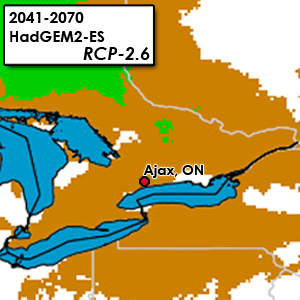 2041-2070
HadGEM2-ES
RCP-2.6
Ajax, ON